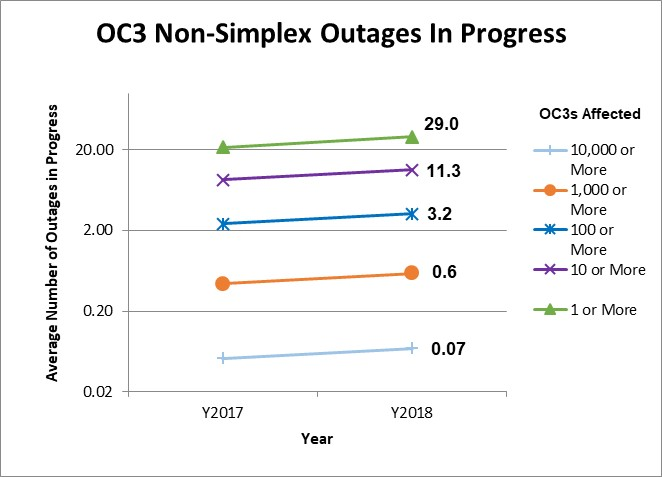 OC3 Non-Simplex Outages In Progress
Average Number of Outages in Progress
20.00
2.00
0.20
0.02
29.0
11.3
3.2
0.6
0.07
Y2017
Y2018
Year
OC3s Affected
10,000 or
More
1,000 or
More
100 or
More
10 or More
1 or More